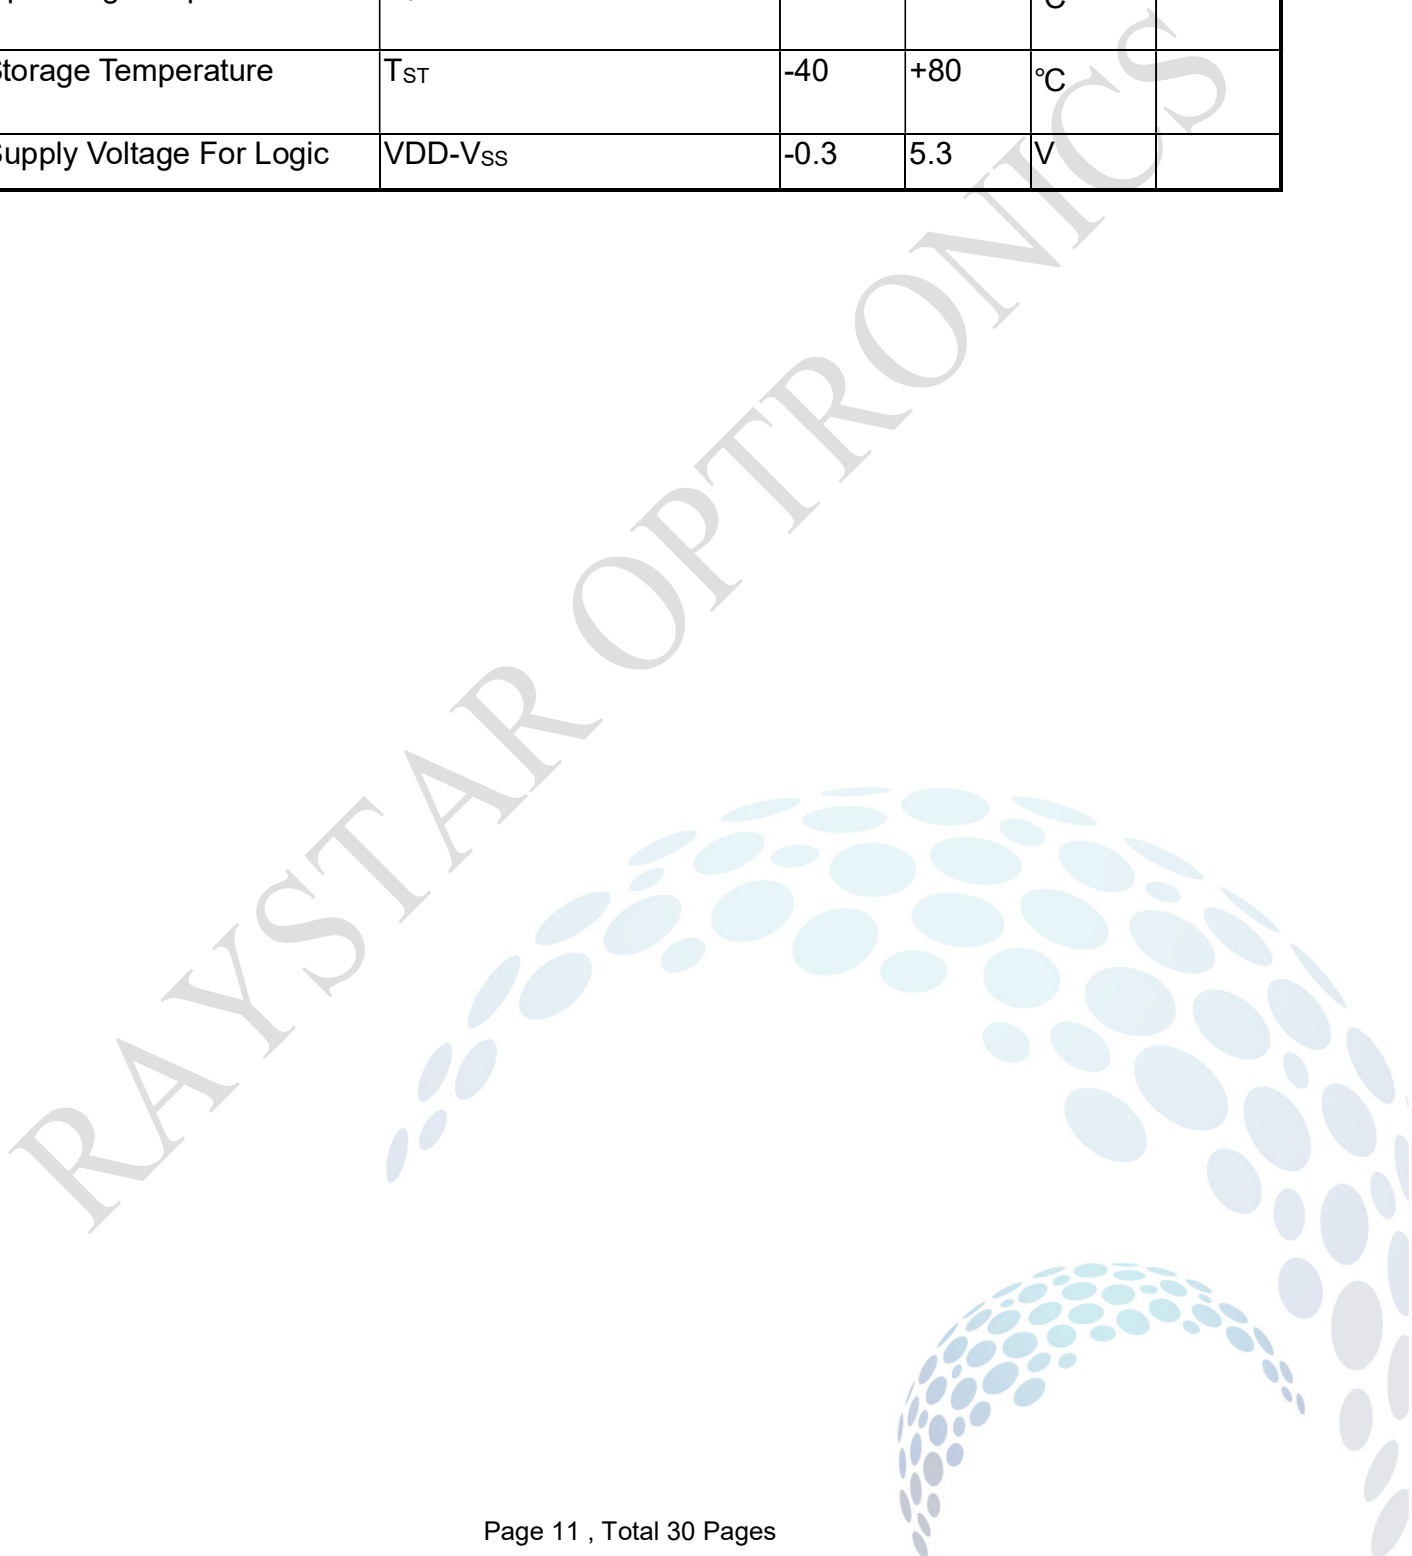 ℃
Storage Temperature TST -40 +80 ℃
Supply Voltage For Logic VDD-VSS -0.3 5.3 V
RAYSTAR OPTRONICS
Page 11 , Total 30 Pages